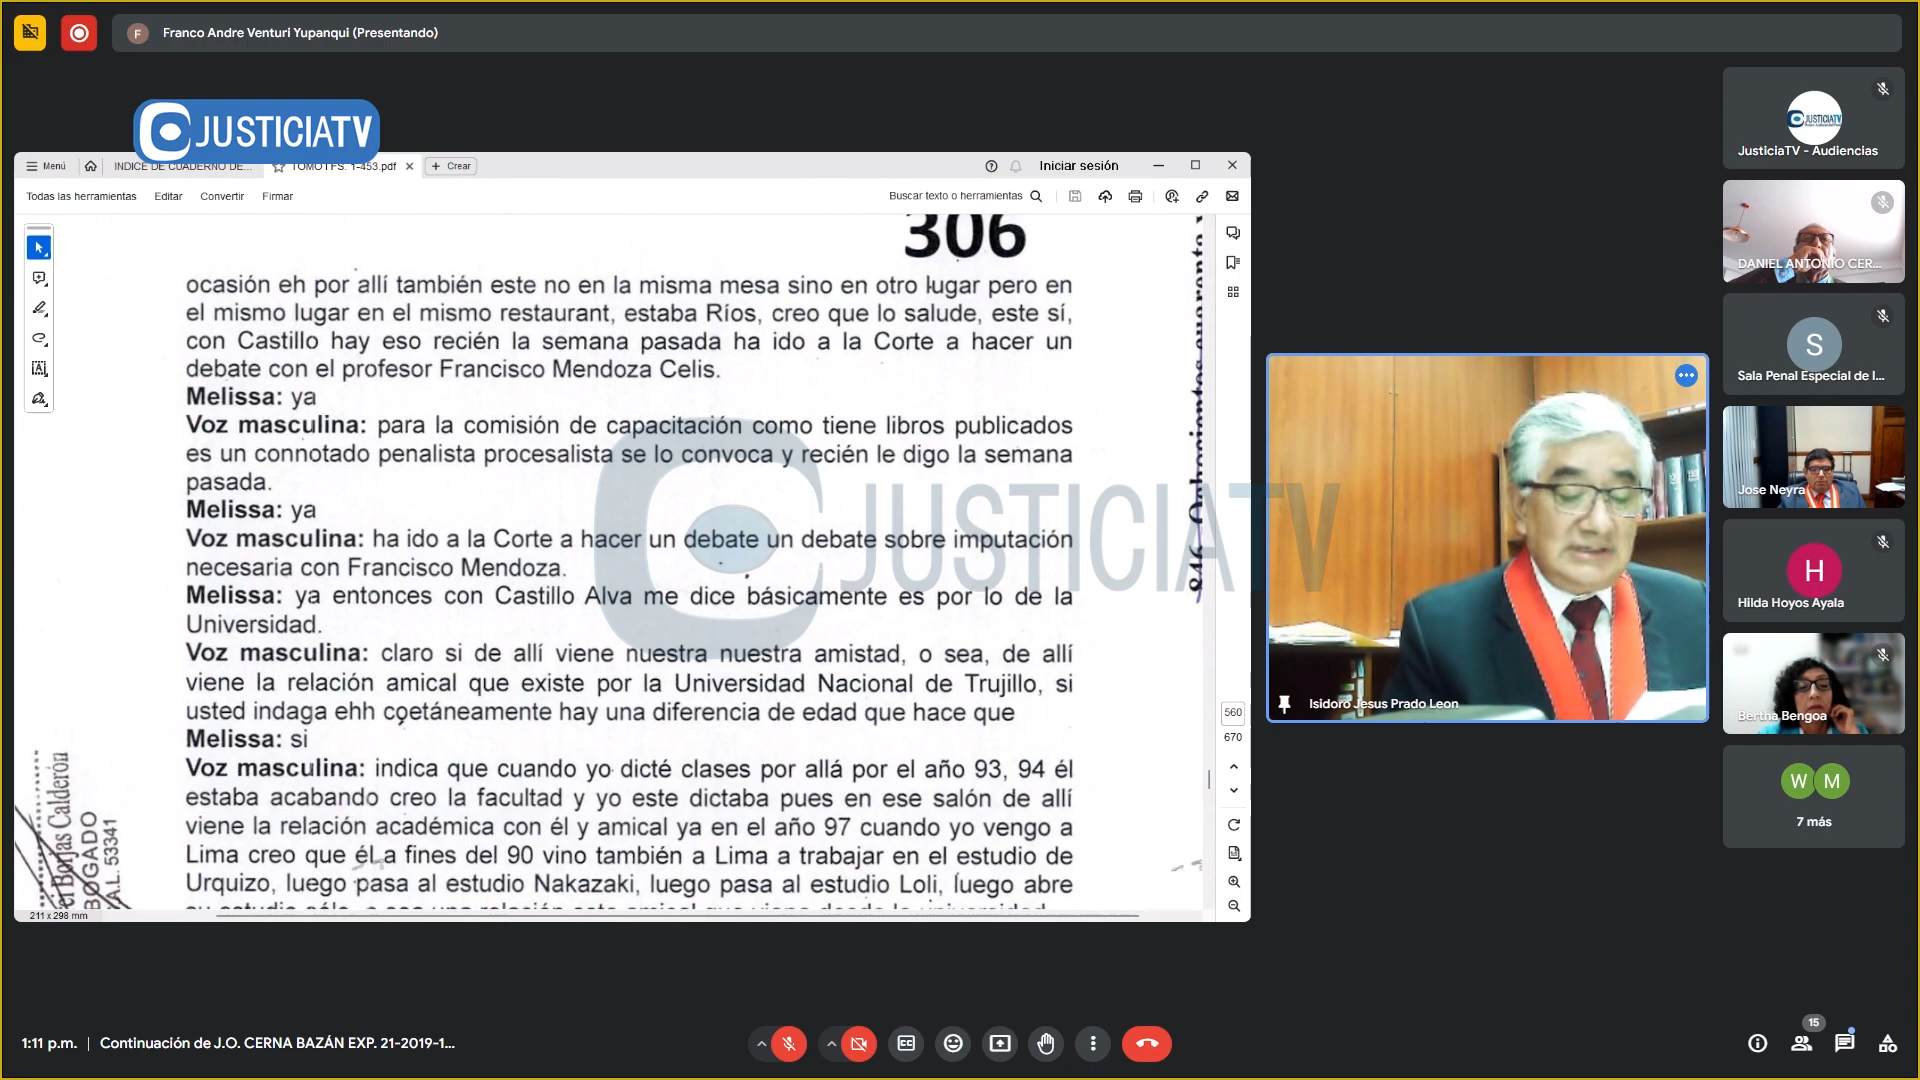 Franco Andre Venturi Yupanqui (Presentando)
JUSTICIATV
Menú
INDICE DE CUADERNO DE...
TOMO I FS. 1-453.pdf
Crear
Iniciar sesión
Todas las herramientas
Editar
Convertir
Firmar
Buscar texto o herramientas
306
ocasión eh por allí también este no en la misma mesa sino en otro lugar pero en
el mismo lugar en el mismo restaurant, estaba Ríos, creo que lo salude, este sí,
con Castillo hay eso recién la semana pasada ha ido a la Corte a hacer un
debate con el profesor Francisco Mendoza Celis.
Melissa: ya
Voz masculina: para la comisión de capacitación como tiene libros publicados
es un connotado penalista procesalista se lo convoca y recién le digo la semana
pasada.
Melissa: ya
Voz masculina: ha ido a la Corte a hacer un debate un debate sobre imputación
necesaria con Francisco Mendoza.
Melissa: ya entonces con Castillo Alva me dice básicamente es por lo de la
Universidad.
Voz masculina: claro si de allí viene nuestra nuestra amistad, o sea, de allí
viene la relación amical que existe por la Universidad Nacional de Trujillo, si
usted indaga ehh coetáneamente hay una diferencia de edad que hace que
Melissa: si
Voz masculina: indica que cuando yo dicté clases por allá por el año 93, 94 él
estaba acabando creo la facultad y yo este dictaba pues en ese salón de allí
viene la relación académica con él y amical ya en el año 97 cuando yo vengo a
Lima creo que él a fines del 90 vino también a Lima a trabajar en el estudio de
Urquizo, luego pasa al estudio Nakazaki, luego pasa al estudio Loli, luego abre
Borjas Calderón
ABOGADO
C.A.L. 53341
JUSTICIATV
560
670
211 x 298 mm
Isidoro Jesus Prado Leon
JUSTICIATV
JusticiaTV - Audiencias
DANIEL ANTONIO CER...
S
Sala Penal Especial de l...
Jose Neyra
H
Hilda Hoyos Ayala
Bertha Bengoa
W
M
7 más
1:11 p.m.
Continuación de J.O. CERNA BAZÁN EXP. 21-2019-1...
15